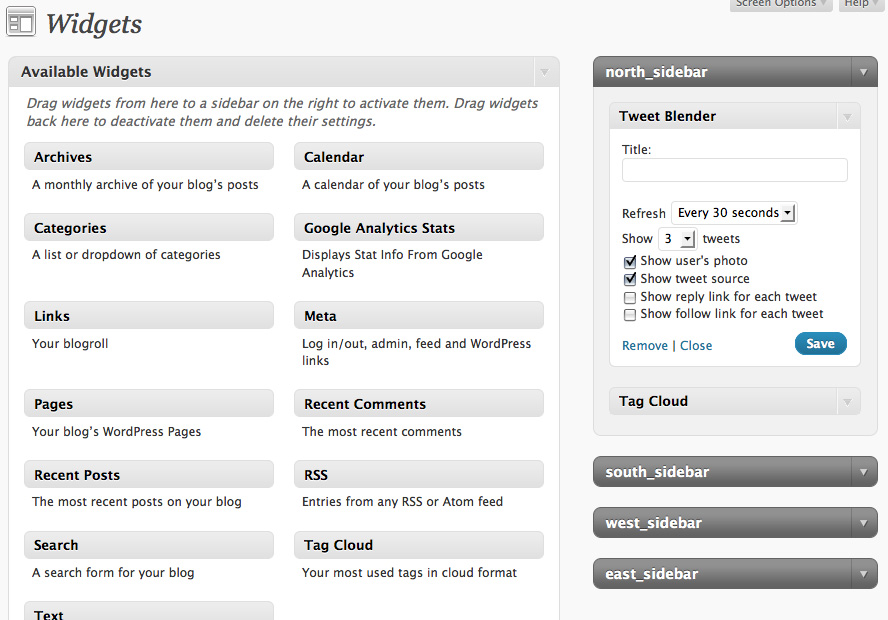 Screen Options Help
Widgets
Available Widgets
Drag widgets from here to a sidebar on the right to activate them. Drag widgets
back here to deactivate them and delete their settings.
Archives
A monthly archive of your blog's posts
Calendar
A calendar of your blog's posts
Categories
A list or dropdown of categories
Google Analytics Stats
Displays Stat Info From Google
Analytics
Links
Your blogroll
Meta
Log in/out, admin, feed and WordPress
links
Pages
Your blog's WordPress Pages
Recent Comments
The most recent comments
Recent Posts
The most recent posts on your blog
RSS
Entries from any RSS or Atom feed
Search
A search form for your blog
Tag Cloud
Your most used tags in cloud format
Text
north_sidebar
Tweet Blender
Title:
Refresh Every 30 seconds
Show 3 tweets
Show user's photo
Show tweet source
Show reply link for each tweet
Show follow link for each tweet
Remove | Close Save
Tag Cloud
south_sidebar
west_sidebar
east_sidebar